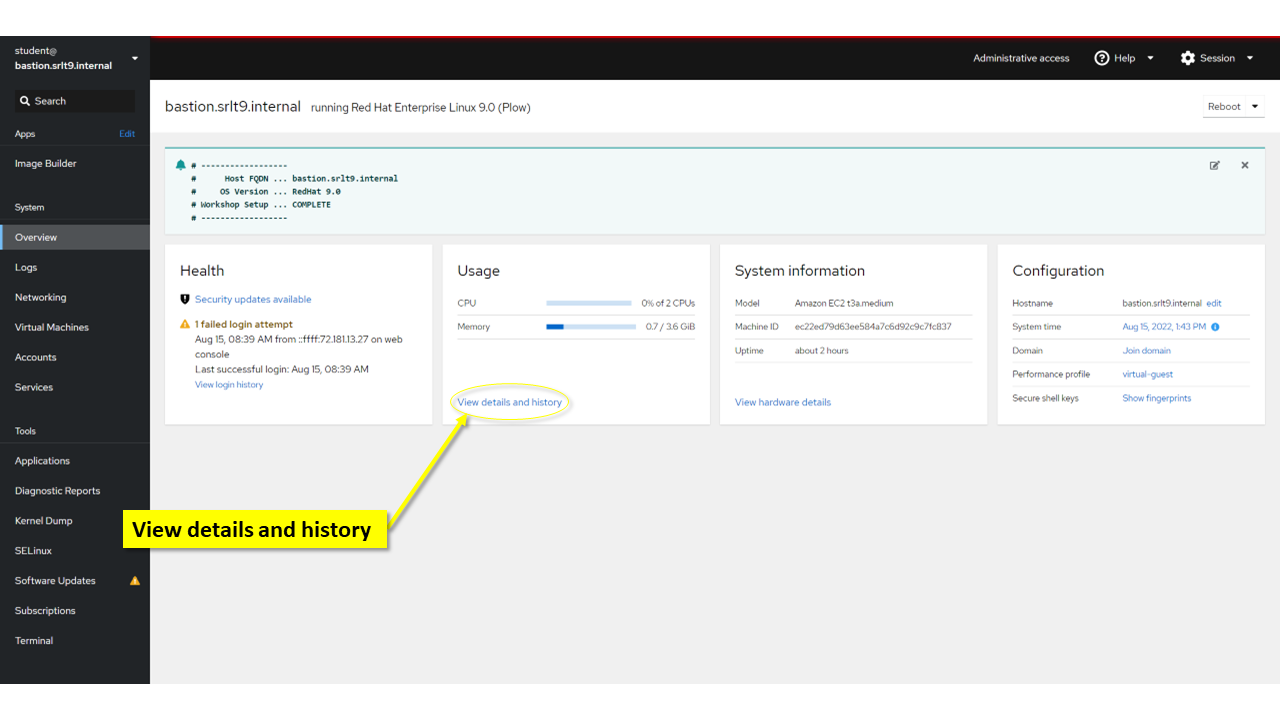 student@
bastion.srlt9.internal
Administrative access
Help
Session
Search
Apps
Edit
Image Builder
System
Overview
Logs
Networking
Virtual Machines
Accounts
Services
Tools
Applications
Diagnostic Reports
Kernel Dump
SELinux
Software Updates
Subscriptions
Terminal
bastion.srlt9.internal running Red Hat Enterprise Linux 9.0 (Plow)
Reboot
# ------------------
# Host FQDN ... bastion.srlt9.internal
# OS Version ... RedHat 9.0
# Workshop Setup ... COMPLETE
# ------------------
Health
Security updates available
1 failed login attempt
Aug 15, 08:39 AM from ::ffff:72.181.13.27 on web
console
Last successful login: Aug 15, 08:39 AM
View login history
Usage
CPU 0% of 2 CPUs
Memory 0.7 / 3.6 GiB
View details and history
System information
Model Amazon EC2 t3a.medium
Machine ID ec22ed79d63ee584a7c6d92c9c7fc837
Uptime about 2 hours
View hardware details
Configuration
Hostname bastion.srlt9.internal edit
System time Aug 15, 2022, 1:43 PM
Domain Join domain
Performance profile virtual-guest
Secure shell keys Show fingerprints
View details and history